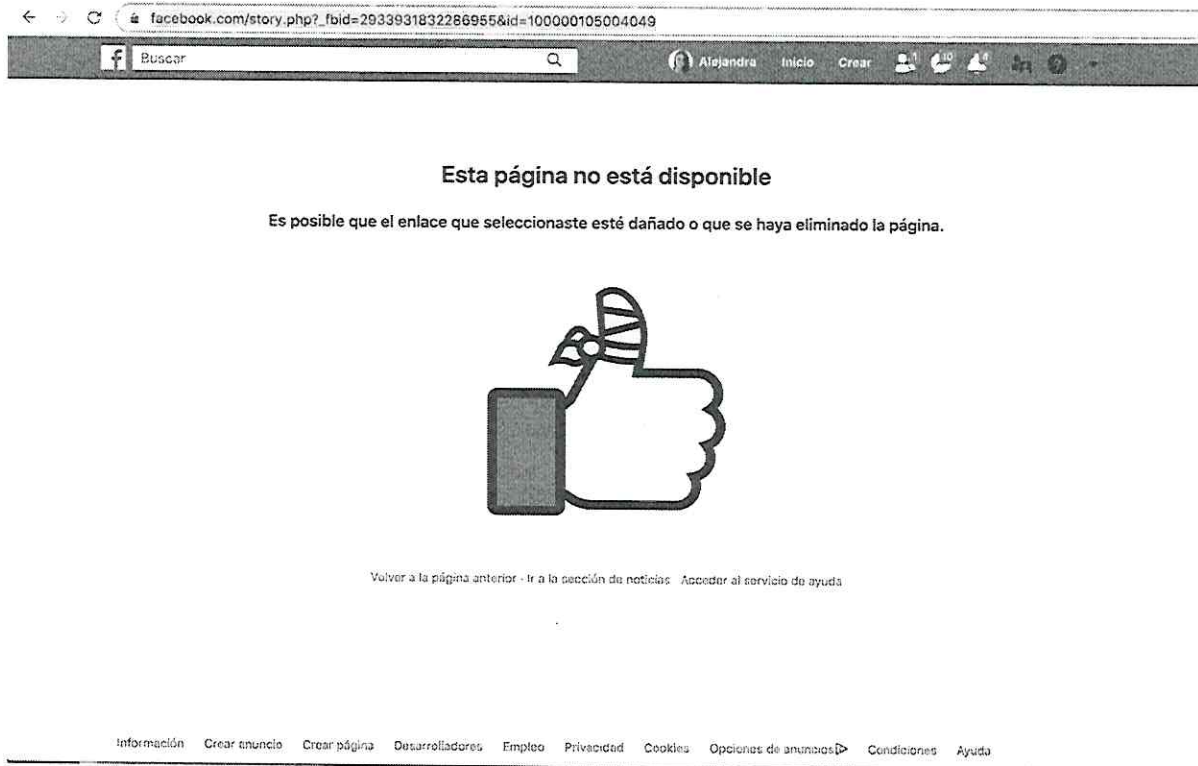 facebook.com/story.php?_fbid=2933931832286955&id=100000105004049
f Buscar Alejandra Inicio Crear
Esta página no está disponible
Es posible que el enlace que seleccionaste esté dañado o que se haya eliminado la página.
Volver a la página anterior · Ir a la sección de noticias · Acceder al servicio de ayuda
Información Crear anuncio Crear página Desarrolladores Empleo Privacidad Cookies Opciones de anuncios Condiciones Ayuda